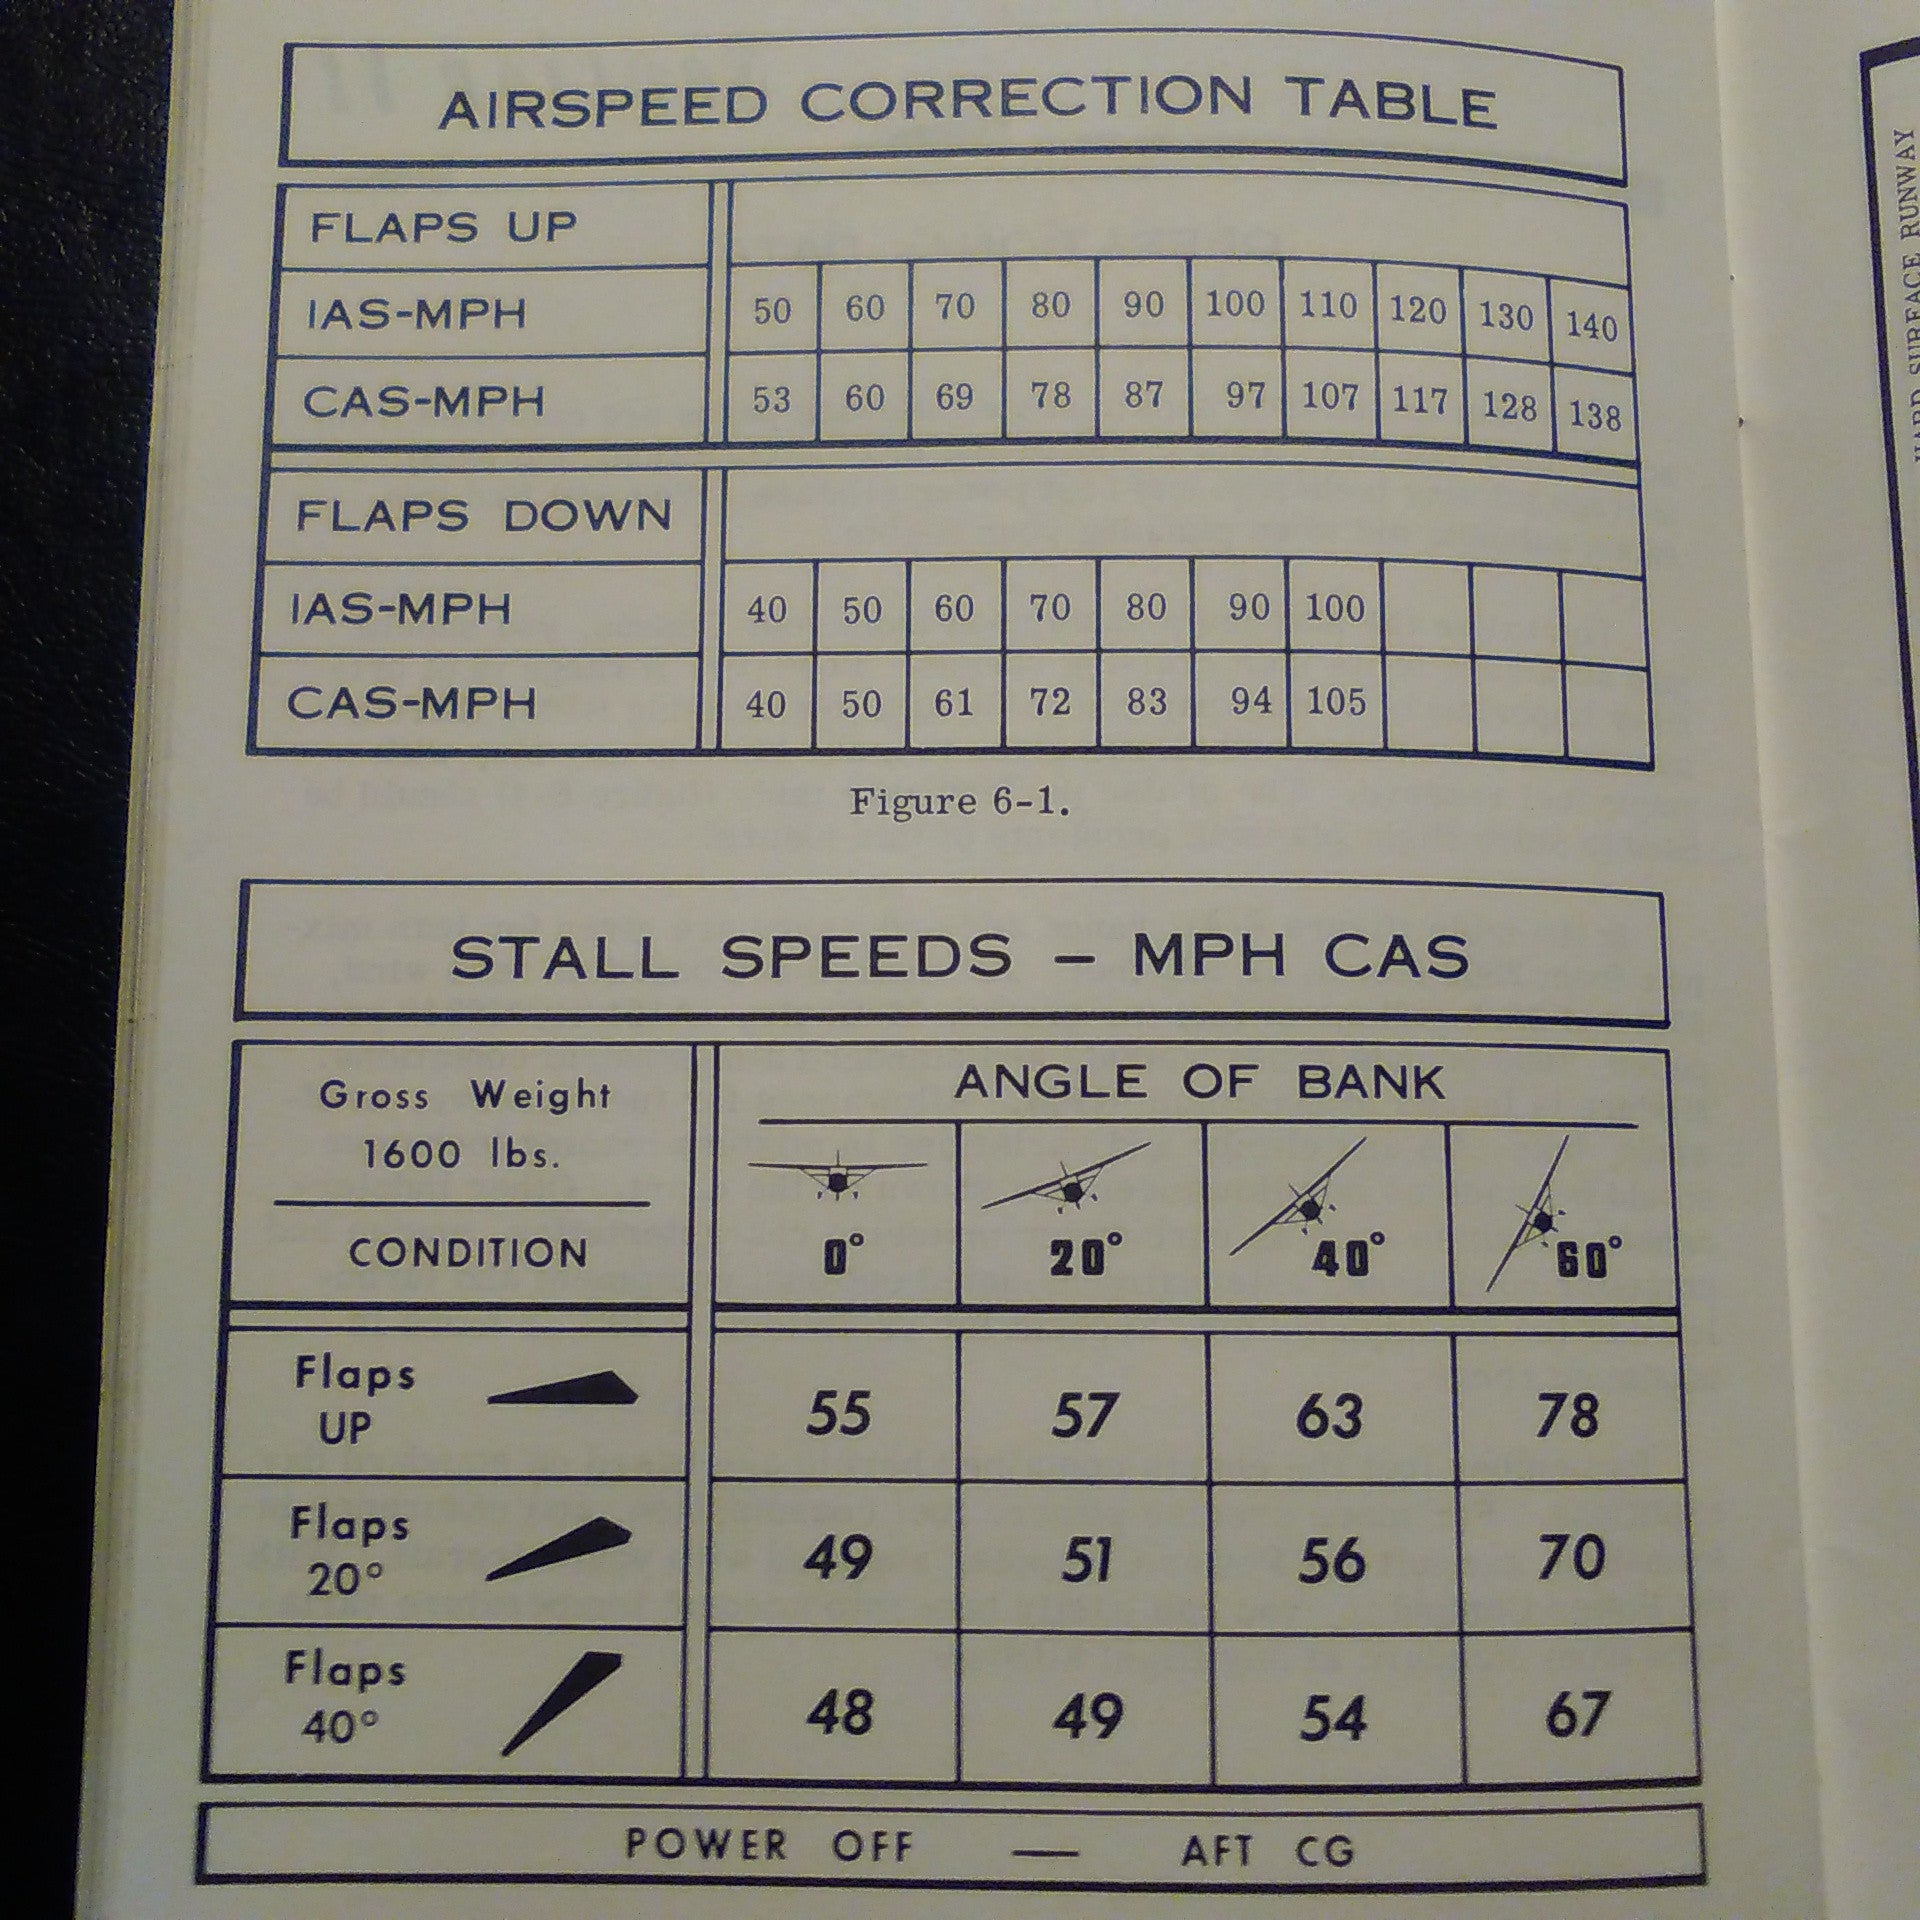 AIRSPEED CORRECTION TABLE
FLAPS UP
IAS-MPH 50 60 70 80 90 100 110 120 130 140
CAS-MPH 53 60 69 78 87 97 107 117 128 138
FLAPS DOWN
IAS-MPH 40 50 60 70 80 90 100
CAS-MPH 40 50 61 72 83 94 105
Figure 6-1.
STALL SPEEDS - MPH CAS
Gross Weight
1600 lbs.
CONDITION
ANGLE OF BANK
0° 20° 40° 60°
Flaps
UP
55 57 63 78
Flaps
20°
49 51 56 70
Flaps
40°
48 49 54 67
POWER OFF — AFT CG
HARD SURFACE RUNWAY